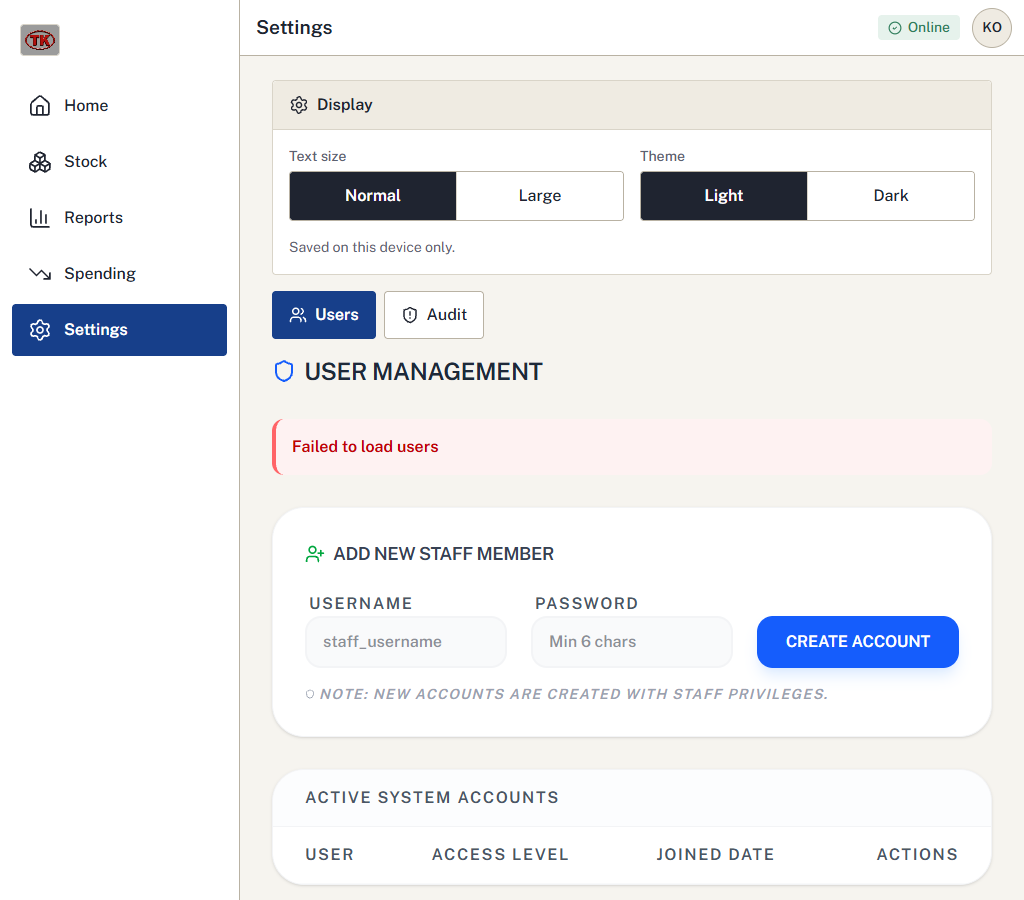 TK
Settings
Online
KO
Home
Stock
Reports
Spending
Settings
Display
Text size
Theme
Normal
Large
Light
Dark
Saved on this device only.
Users
Audit
USER MANAGEMENT
Failed to load users
ADD NEW STAFF MEMBER
USERNAME
PASSWORD
staff_username
Min 6 chars
CREATE ACCOUNT
NOTE: NEW ACCOUNTS ARE CREATED WITH STAFF PRIVILEGES.
ACTIVE SYSTEM ACCOUNTS
USER
ACCESS LEVEL
JOINED DATE
ACTIONS